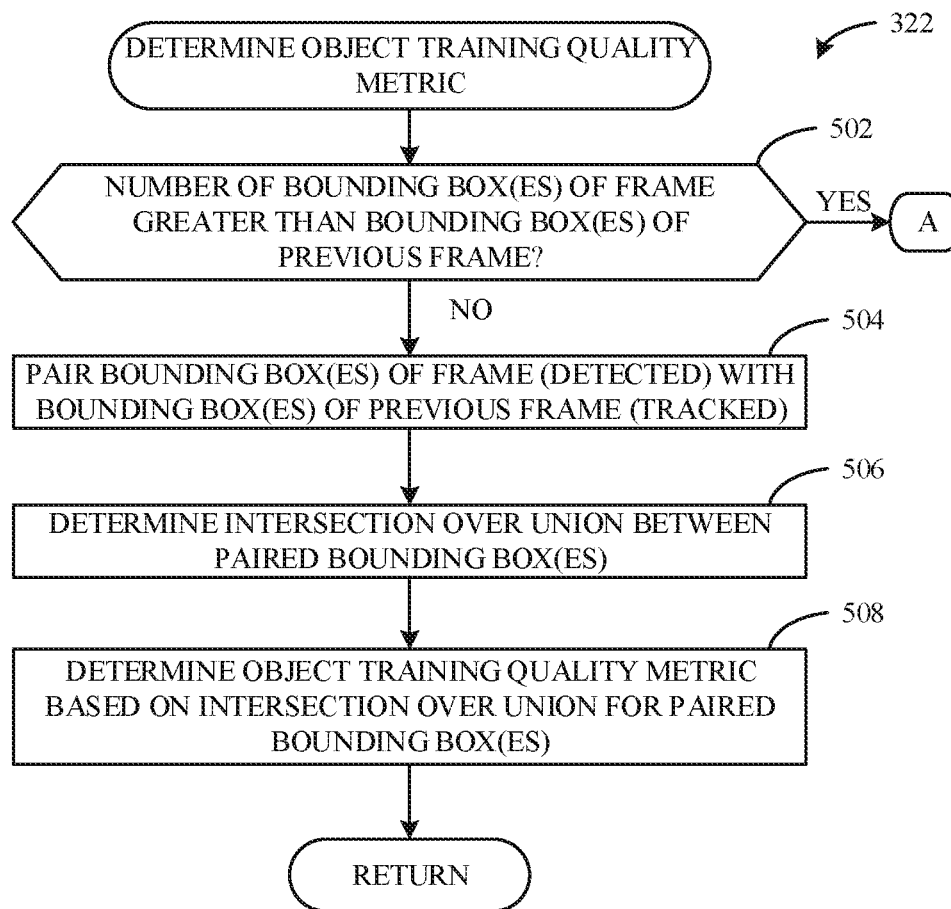 322
DETERMINE OBJECT TRAINING QUALITY
METRIC
502
NUMBER OF BOUNDING BOX(ES) OF FRAME
GREATER THAN BOUNDING BOX(ES) OF
PREVIOUS FRAME?
YES
A
NO
504
PAIR BOUNDING BOX(ES) OF FRAME (DETECTED) WITH
BOUNDING BOX(ES) OF PREVIOUS FRAME (TRACKED)
506
DETERMINE INTERSECTION OVER UNION BETWEEN
PAIRED BOUNDING BOX(ES)
508
DETERMINE OBJECT TRAINING QUALITY METRIC
BASED ON INTERSECTION OVER UNION FOR PAIRED
BOUNDING BOX(ES)
RETURN